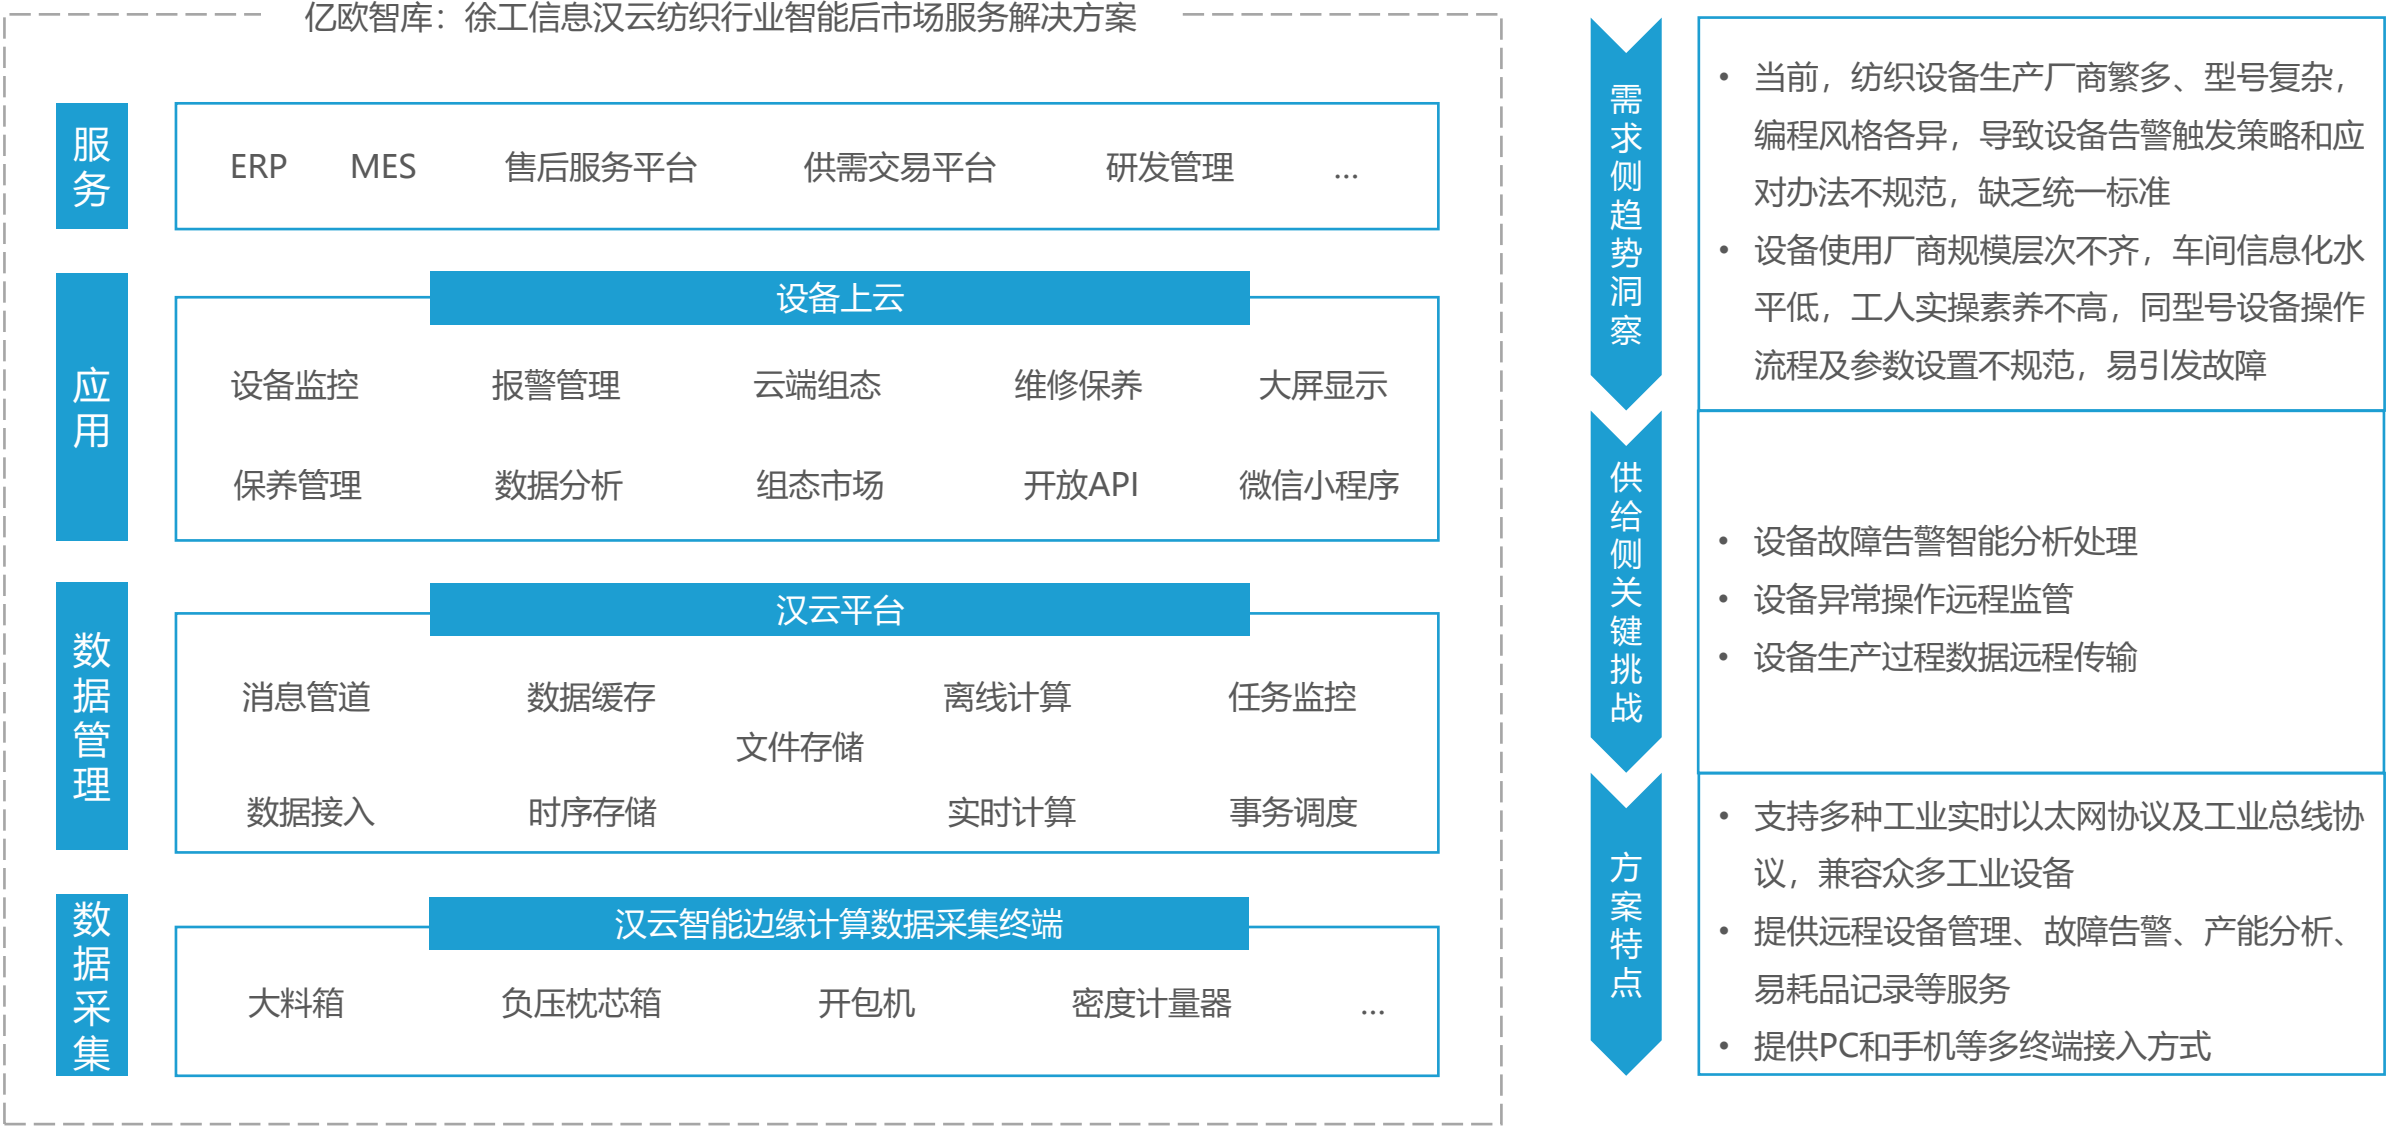 亿欧智库：徐工信息汉云纺织行业智能后市场服务解决方案
服务
ERP MES 售后服务平台 供需交易平台 研发管理 ...
应用
设备上云
设备监控 报警管理 云端组态 维修保养 大屏显示
保养管理 数据分析 组态市场 开放API 微信小程序
数据管理
汉云平台
消息管道 数据缓存 离线计算 任务监控
文件存储
数据接入 时序存储 实时计算 事务调度
数据采集
汉云智能边缘计算数据采集终端
大料箱 负压枕芯箱 开包机 密度计量器 ...
需求侧趋势洞察
• 当前，纺织设备生产厂商繁多、型号复杂，
编程风格各异，导致设备告警触发策略和应
对办法不规范，缺乏统一标准
• 设备使用厂商规模层次不齐，车间信息化水
平低，工人实操素养不高，同型号设备操作
流程及参数设置不规范，易引发故障
供给侧关键挑战
• 设备故障告警智能分析处理
• 设备异常操作远程监管
• 设备生产过程数据远程传输
方案特点
• 支持多种工业实时以太网协议及工业总线协
议，兼容众多工业设备
• 提供远程设备管理、故障告警、产能分析、
易耗品记录等服务
• 提供PC和手机等多终端接入方式